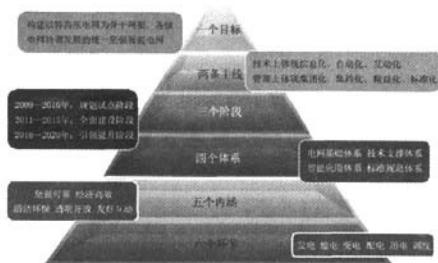 构建以特高压电网为骨干网架、各级
电网协调发展的统一坚强智能电网
一个目标
两条主线
技术上体现信息化、自动化、互动化
管理上体现集团化、集约化、精益化、标准化
三个阶段
2009-2010年，规划试点阶段
2011-2015年，全面建设阶段
2016-2020年，引领提升阶段
四个体系
电网基础体系 技术支撑体系
智能应用体系 标准规范体系
五个内涵
坚强可靠 经济高效
清洁环保 透明开放 友好互动
六个环节
发电 输电 变电 配电 用电 调度